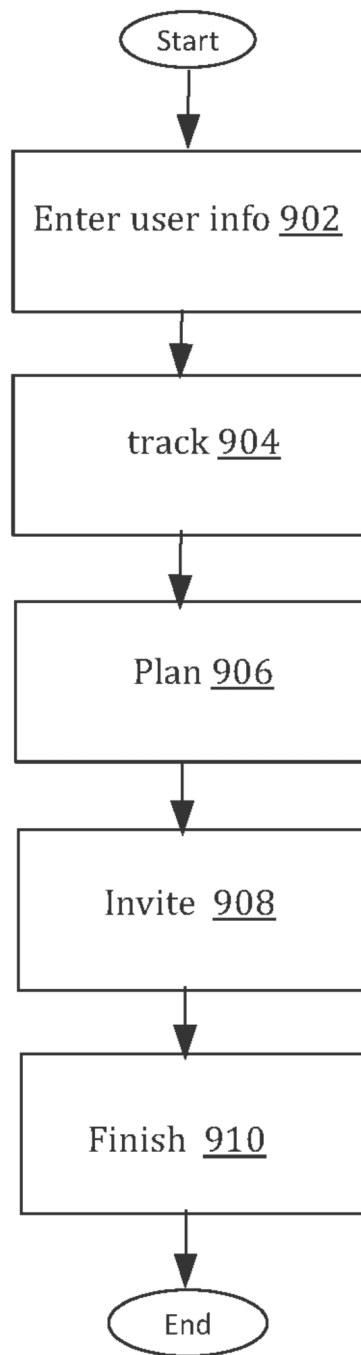 Start
Enter user info 902
track 904
Plan 906
Invite 908
Finish 910
End